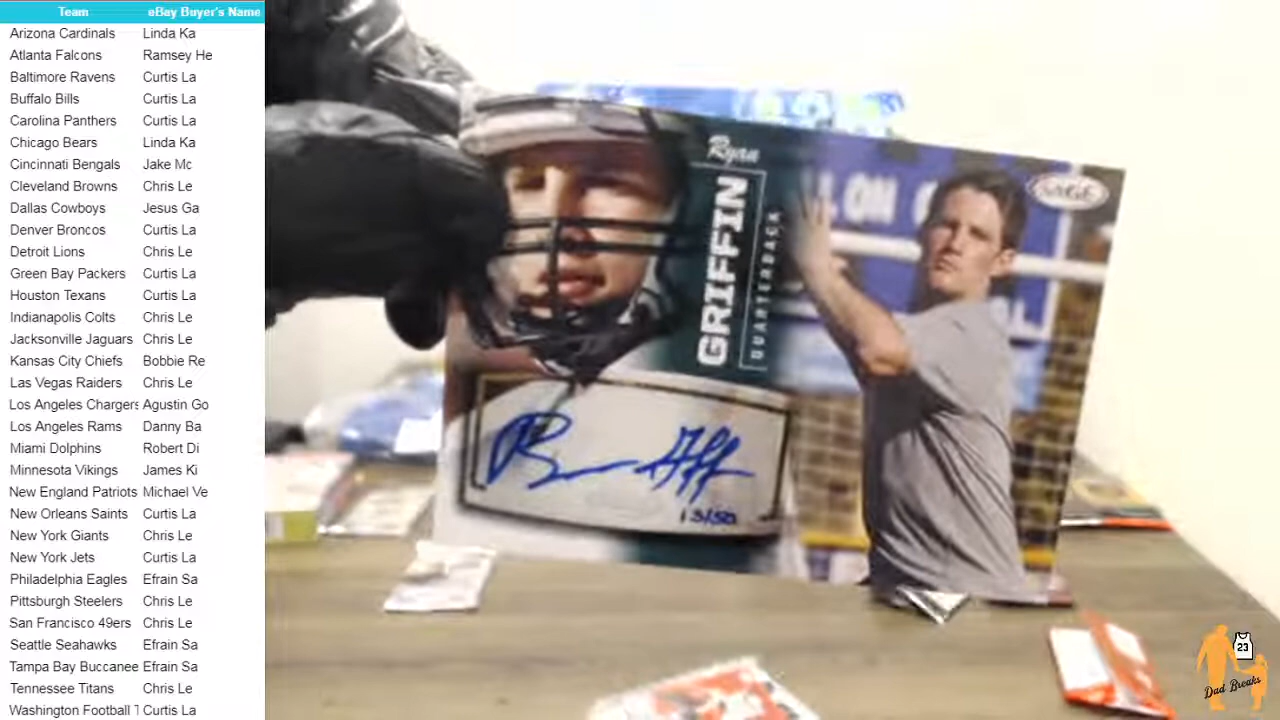 Team eBay Buyer's Name
Arizona Cardinals Linda Ka
Atlanta Falcons Ramsey He
Baltimore Ravens Curtis La
Buffalo Bills Curtis La
Carolina Panthers Curtis La
Chicago Bears Linda Ka
Cincinnati Bengals Jake Mc
Cleveland Browns Chris Le
Dallas Cowboys Jesus Ga
Denver Broncos Curtis La
Detroit Lions Chris Le
Green Bay Packers Curtis La
Houston Texans Curtis La
Indianapolis Colts Chris Le
Jacksonville Jaguars Chris Le
Kansas City Chiefs Bobbie Re
Las Vegas Raiders Chris Le
Los Angeles Chargers Agustin Go
Los Angeles Rams Danny Ba
Miami Dolphins Robert Di
Minnesota Vikings James Ki
New England Patriots Michael Ve
New Orleans Saints Curtis La
New York Giants Chris Le
New York Jets Curtis La
Philadelphia Eagles Efrain Sa
Pittsburgh Steelers Chris Le
San Francisco 49ers Chris Le
Seattle Seahawks Efrain Sa
Tampa Bay Buccanee Efrain Sa
Tennessee Titans Chris Le
Washington Football Curtis La
Ryan
GRIFFIN
QUARTERBACK
SAGE
13/50
23
Dad Breaks